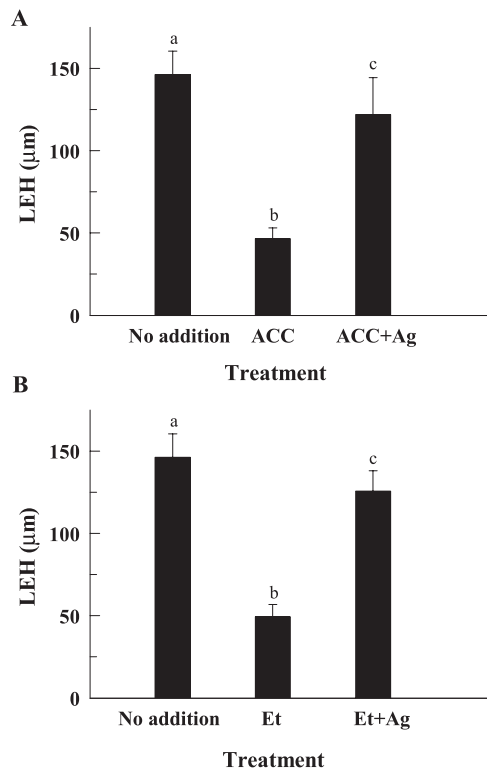 A
a
150
c
100
LEH (μm)
b
50
0
No addition ACC ACC+Ag
Treatment
B
a
150
c
100
LEH (μm)
b
50
0
No addition Et Et+Ag
Treatment